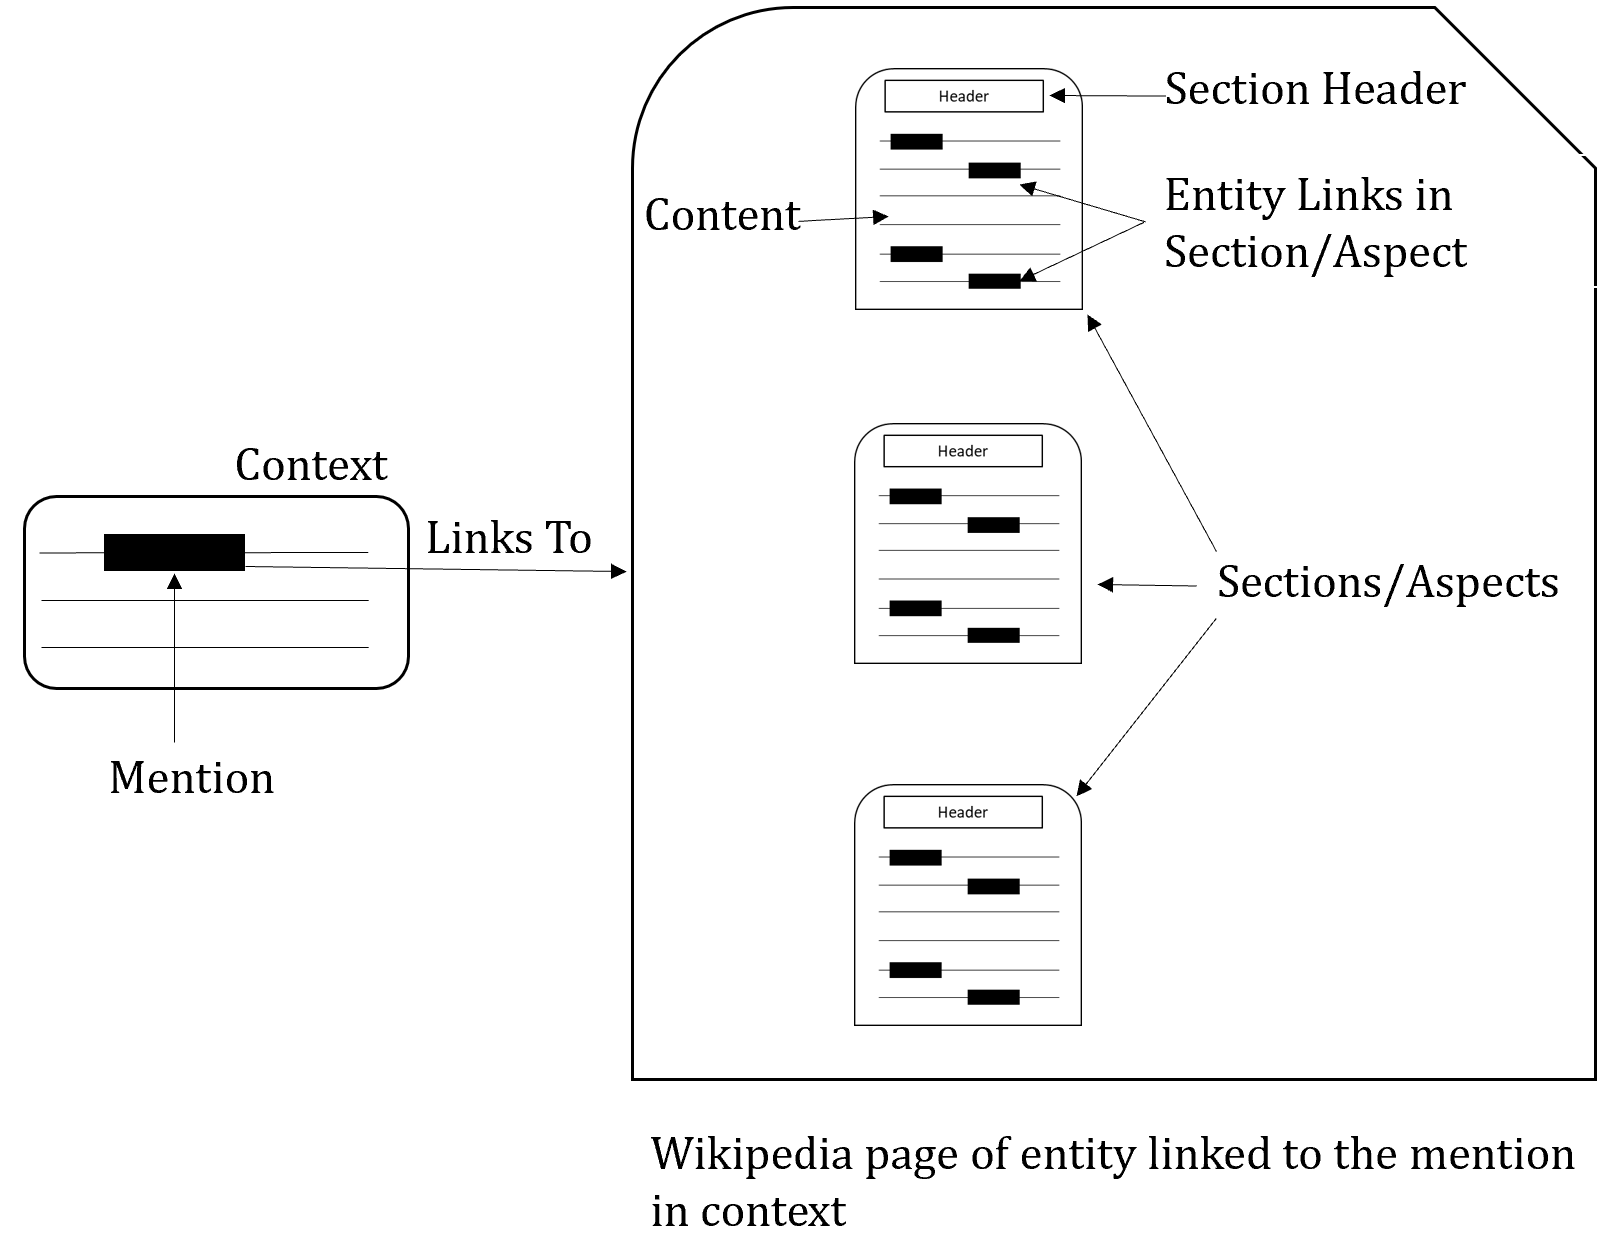 Header
Section Header
Entity Links in
Section/Aspect
Content
Header
Context
Links To
Sections/Aspects
Mention
Header
Wikipedia page of entity linked to the mention
in context